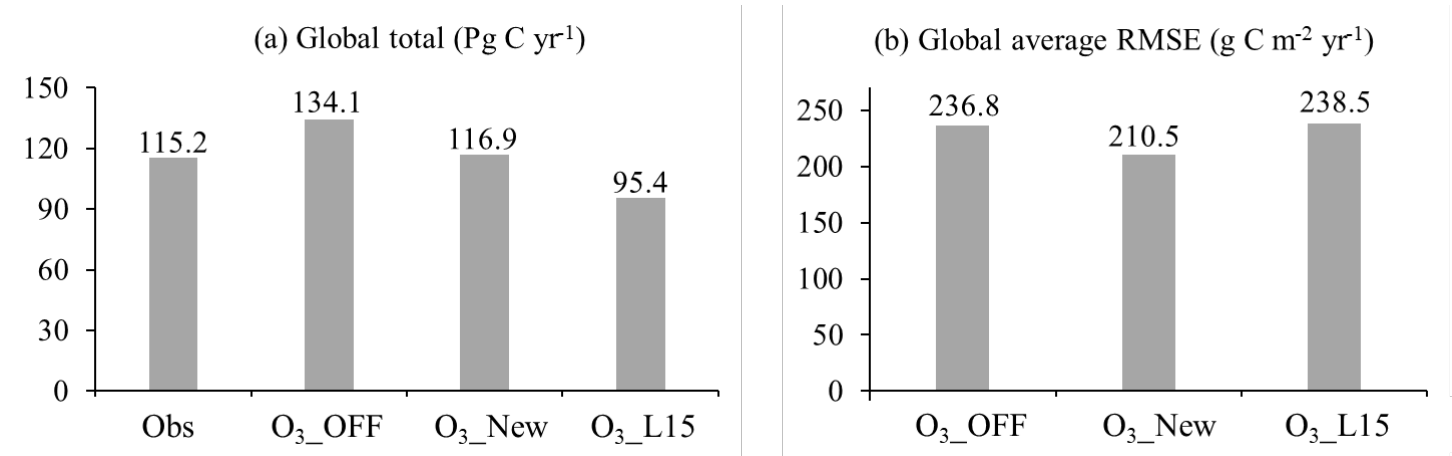 (a) Global total (Pg C yr⁻¹)
150
120
90
60
30
0
115.2
134.1
116.9
95.4
Obs
O₃_OFF
O₃_New
O₃_L15
(b) Global average RMSE (g C m⁻² yr⁻¹)
250
200
150
100
50
0
236.8
210.5
238.5
O₃_OFF
O₃_New
O₃_L15